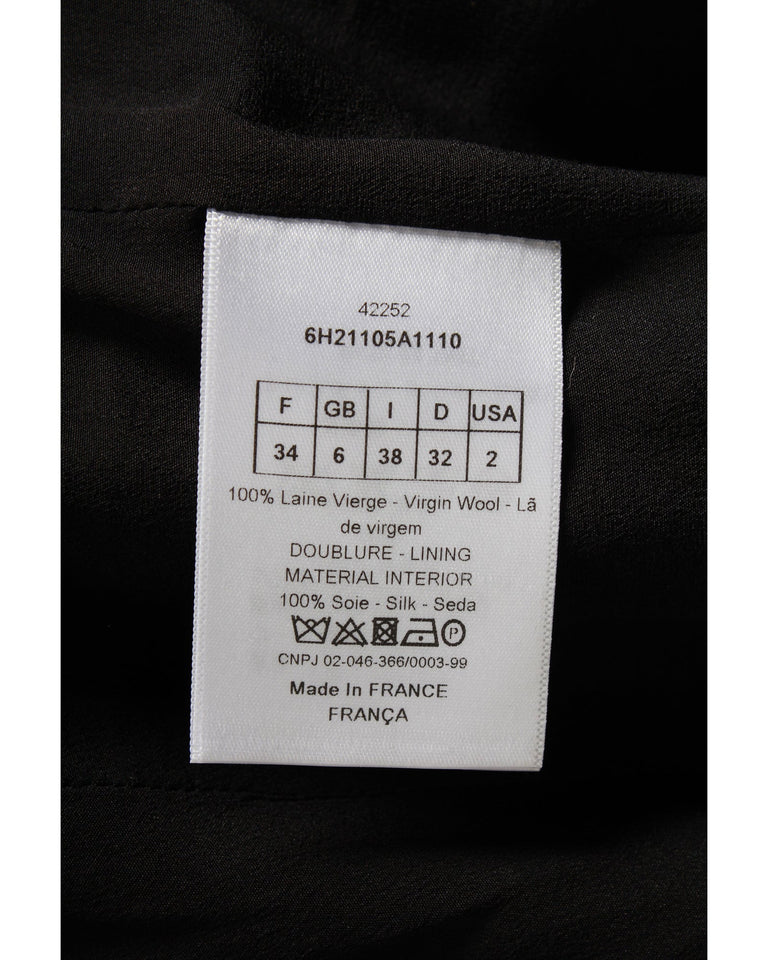 42252
6H21105A1110
F GB I D USA
34 6 38 32 2
100% Laine Vierge - Virgin Wool - Lã
de virgem
DOUBLURE - LINING
MATERIAL INTERIOR
100% Soie - Silk - Seda
P
CNPJ 02-046-366/0003-99
Made In FRANCE
FRANÇA